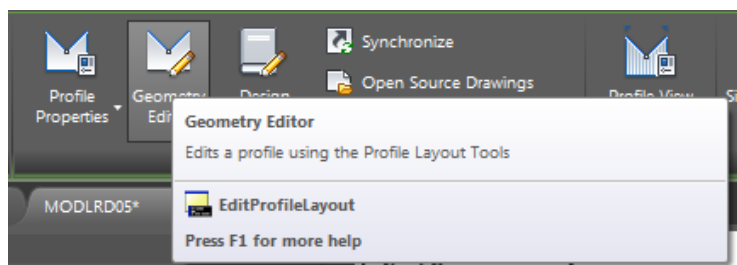 Synchronize
Open Source Drawings
Profile
Properties
Geometry
Design
Profile View
Geometry Editor
Edits a profile using the Profile Layout Tools
MODLRD05*
EditProfileLayout
Press F1 for more help